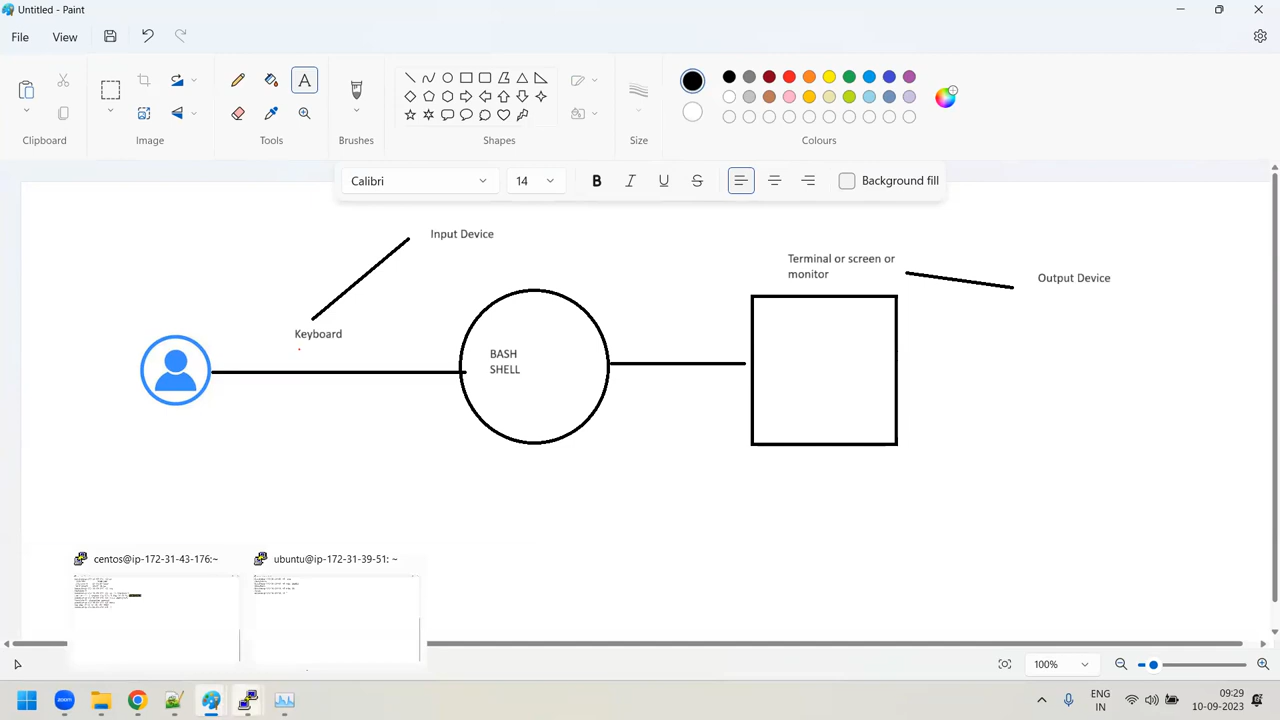 Untitled - Paint
File
View
Clipboard
Image
Tools
Brushes
Shapes
Size
Colours
A
Calibri
14
B
I
U
Background fill
Input Device
Terminal or screen or
monitor
Output Device
Keyboard
BASH
SHELL
centos@ip-172-31-43-176:~
ubuntu@ip-172-31-39-51: ~
100%
zoom
ENG
IN
09:29
10-09-2023